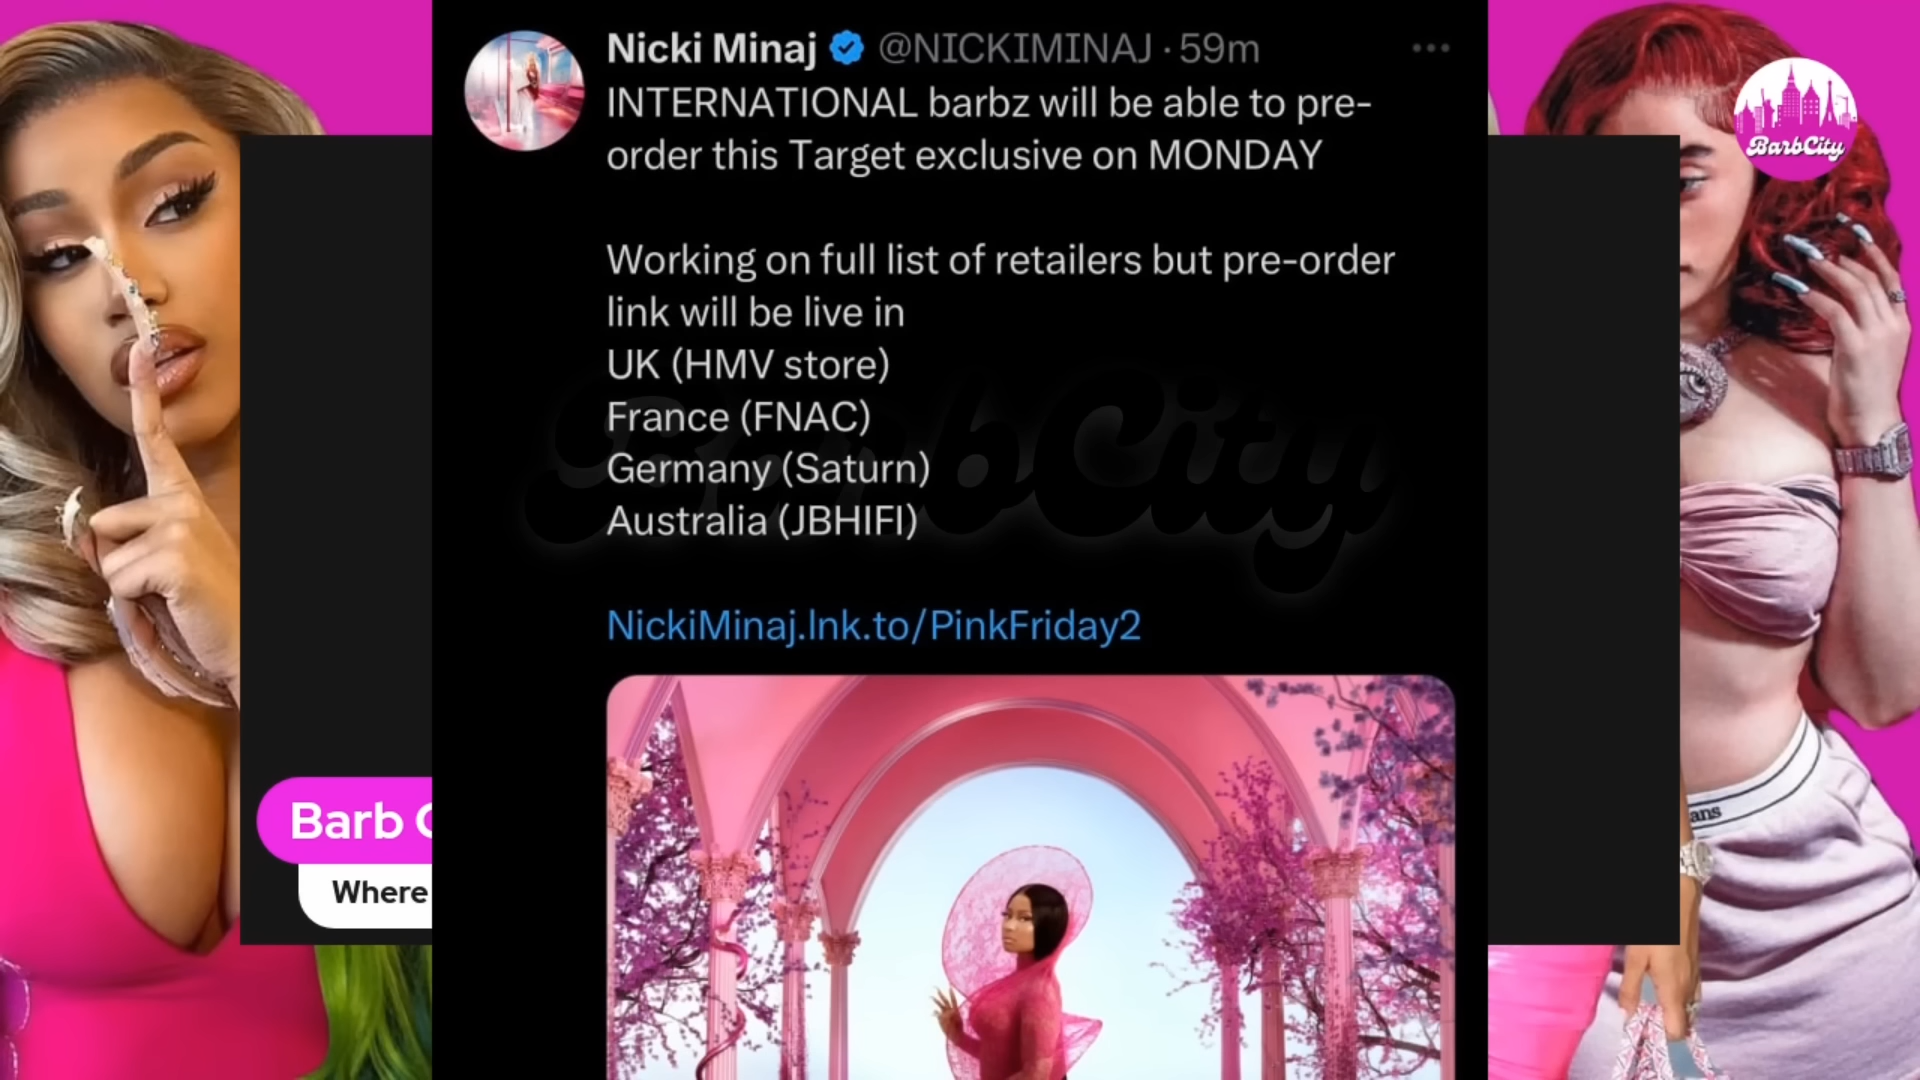 Nicki Minaj @NICKIMINAJ · 59m
INTERNATIONAL barbz will be able to pre-
order this Target exclusive on MONDAY
Working on full list of retailers but pre-order
link will be live in
UK (HMV store)
France (FNAC)
Germany (Saturn)
Australia (JBHIFI)
NickiMinaj.lnk.to/PinkFriday2
BarbCity
BarbCity
Barb C
Where
ans